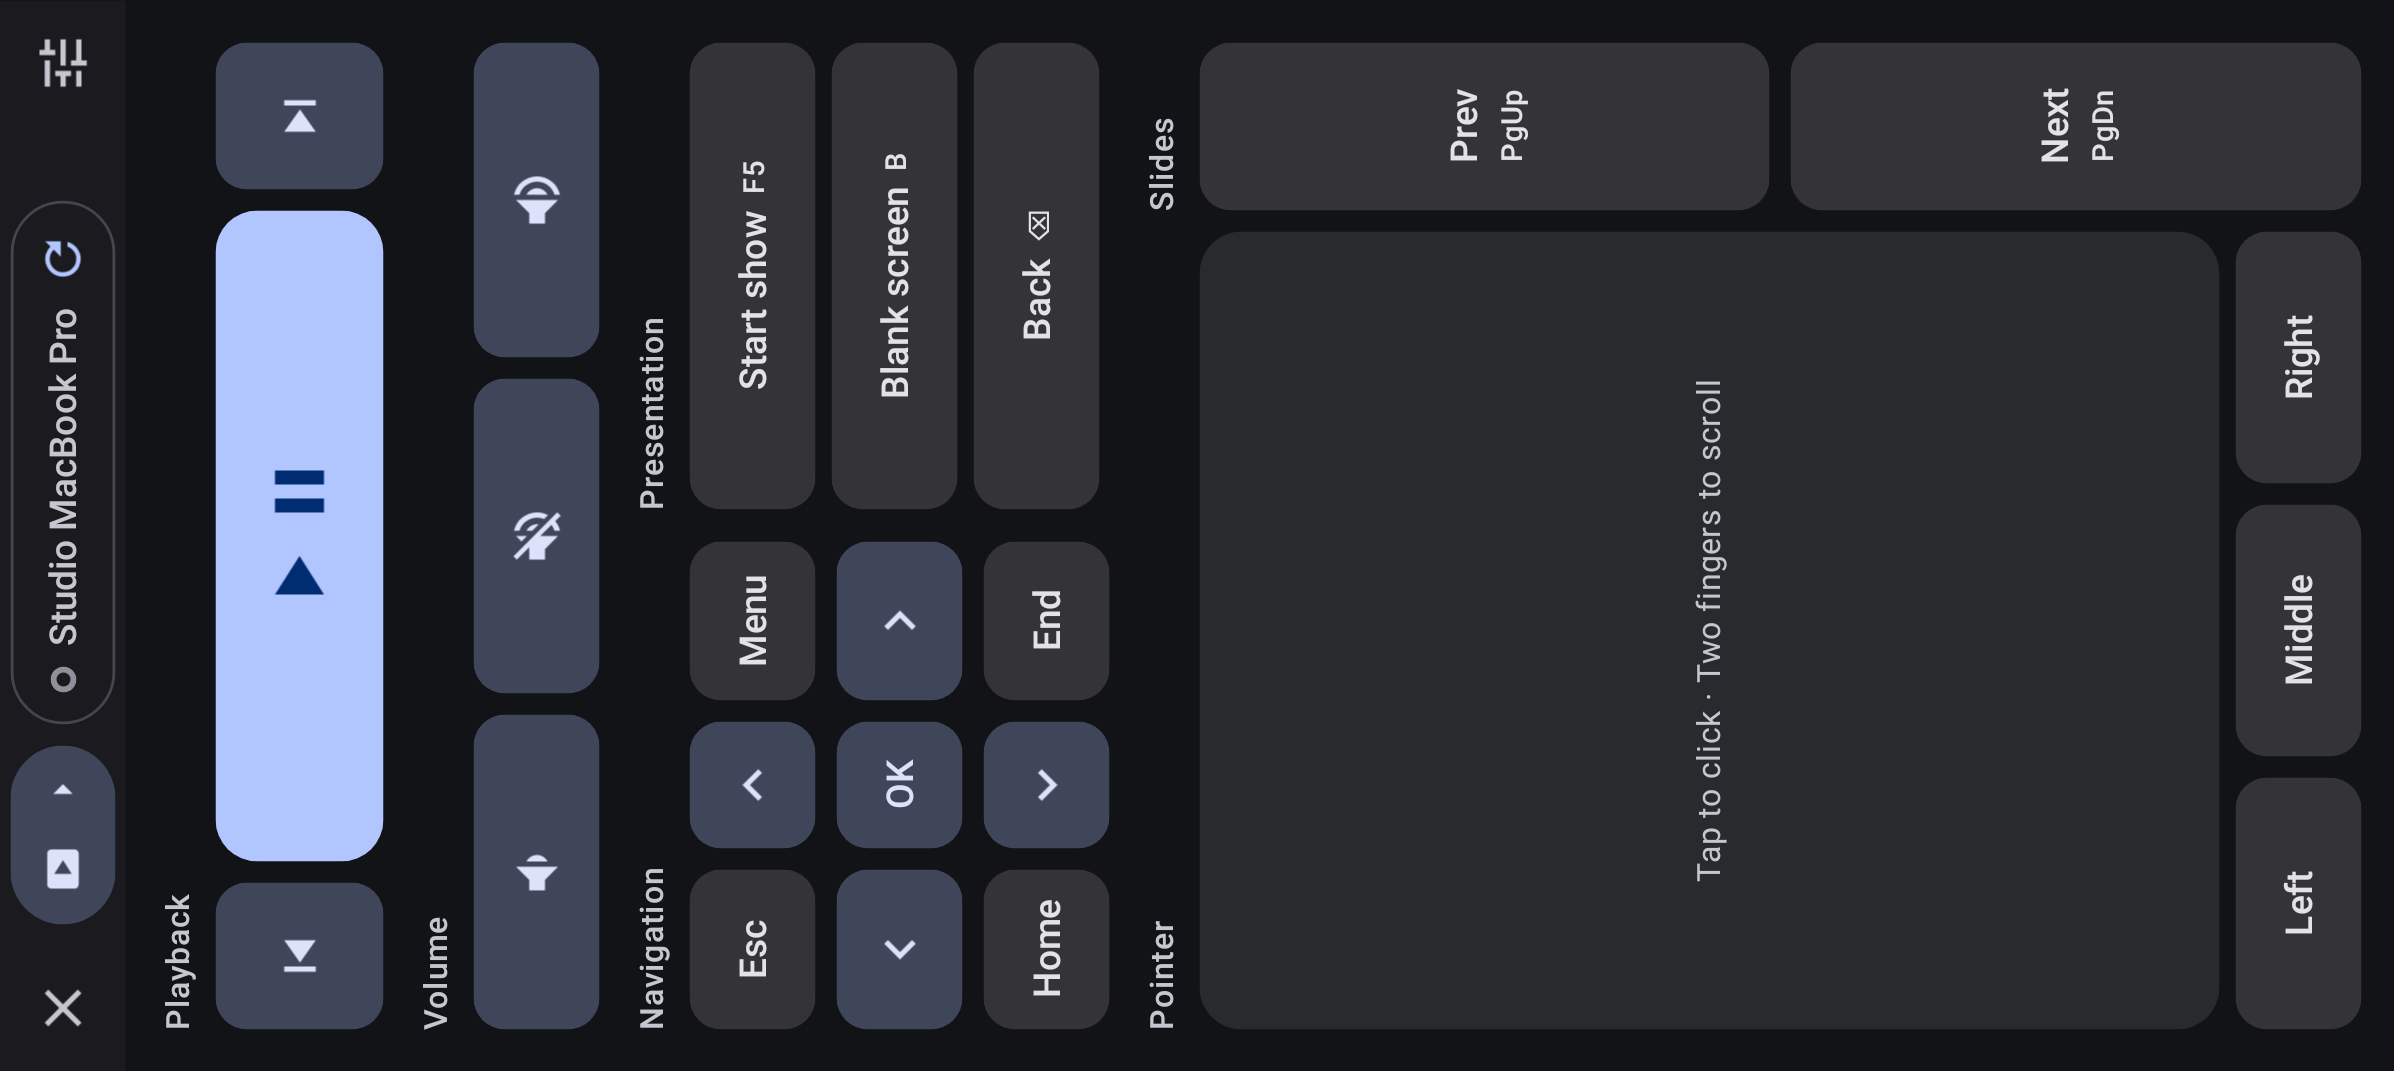 Studio MacBook Pro
Playback
Volume
Navigation
Presentation
Esc
Menu
Start show F5
OK
Blank screen B
Home
End
Back
Pointer
Slides
Tap to click · Two fingers to scroll
Prev
PgUp
Next
PgDn
Left
Middle
Right